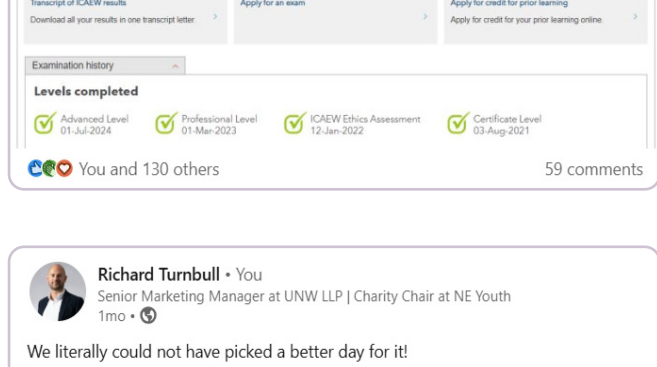 Transcript of ICAEW results
Apply for an exam
Apply for credit for prior learning
Download all your results in one transcript letter.
Apply for credit for your prior learning online.
Examination history
Levels completed
Advanced Level
01-Jul-2024
Professional Level
01-Mar-2023
ICAEW Ethics Assessment
12-Jan-2022
Certificate Level
03-Aug-2021
You and 130 others
59 comments
Richard Turnbull • You
Senior Marketing Manager at UNW LLP | Charity Chair at NE Youth
1mo •
We literally could not have picked a better day for it!